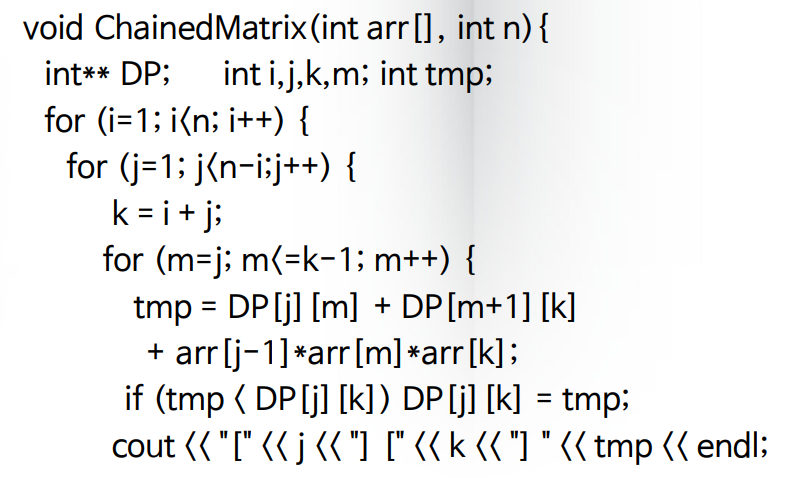 void ChainedMatrix(int arr[], int n){
int** DP; int i,j,k,m; int tmp;
for (i=1; i<n; i++) {
for (j=1; j<n-i;j++) {
k = i + j;
for (m=j; m<=k-1; m++) {
tmp = DP[j][m] + DP[m+1][k]
+ arr[j-1]*arr[m]*arr[k];
if (tmp < DP[j][k]) DP[j][k] = tmp;
cout << "[" << j << "] [" << k << "] " << tmp << endl;